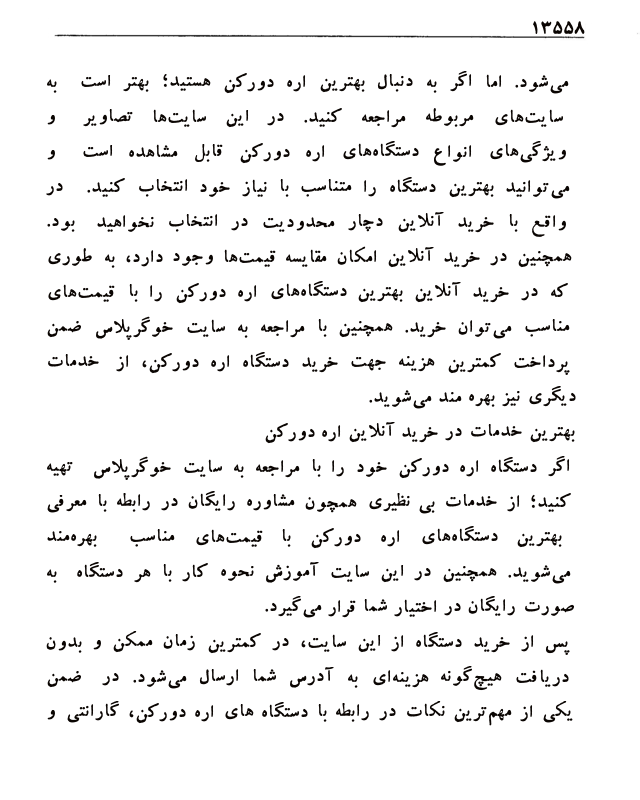 ۱۳۵۵۸
می‌شود. اما اگر به دنبال بهترین اره دورکن هستید؛ بهتر است به
سایت‌های مربوطه مراجعه کنید. در این سایت‌ها تصاویر و
ویژگی‌های انواع دستگاه‌های اره دورکن قابل مشاهده است و
می‌توانید بهترین دستگاه را متناسب با نیاز خود انتخاب کنید. در
واقع با خرید آنلاین دچار محدودیت در انتخاب نخواهید بود.
همچنین در خرید آنلاین امکان مقایسه قیمت‌ها وجود دارد، به طوری
که در خرید آنلاین بهترین دستگاه‌های اره دورکن را با قیمت‌های
مناسب می‌توان خرید. همچنین با مراجعه به سایت خوگرپلاس ضمن
پرداخت کمترین هزینه جهت خرید دستگاه اره دورکن، از خدمات
دیگری نیز بهره مند می‌شوید.
بهترین خدمات در خرید آنلاین اره دورکن
اگر دستگاه اره دورکن خود را با مراجعه به سایت خوگرپلاس تهیه
کنید؛ از خدمات بی نظیری همچون مشاوره رایگان در رابطه با معرفی
بهترین دستگاه‌های اره دورکن با قیمت‌های مناسب بهره‌مند
می‌شوید. همچنین در این سایت آموزش نحوه کار با هر دستگاه به
صورت رایگان در اختیار شما قرار می‌گیرد.
پس از خرید دستگاه از این سایت، در کمترین زمان ممکن و بدون
دریافت هیچ‌گونه هزینه‌ای به آدرس شما ارسال می‌شود. در ضمن
یکی از مهم‌ترین نکات در رابطه با دستگاه های اره دورکن، گارانتی و